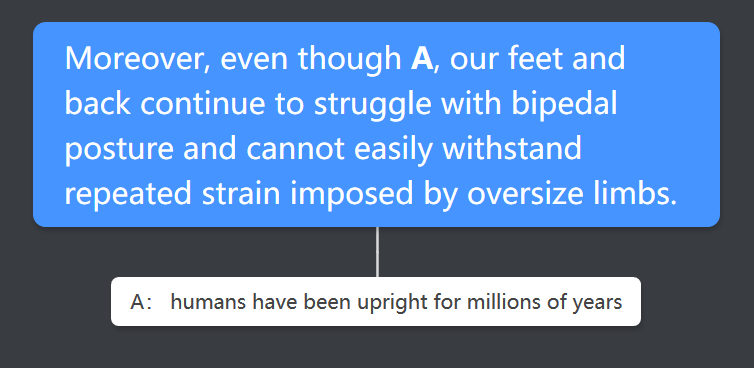 Moreover, even though A, our feet and
back continue to struggle with bipedal
posture and cannot easily withstand
repeated strain imposed by oversize limbs.
A： humans have been upright for millions of years